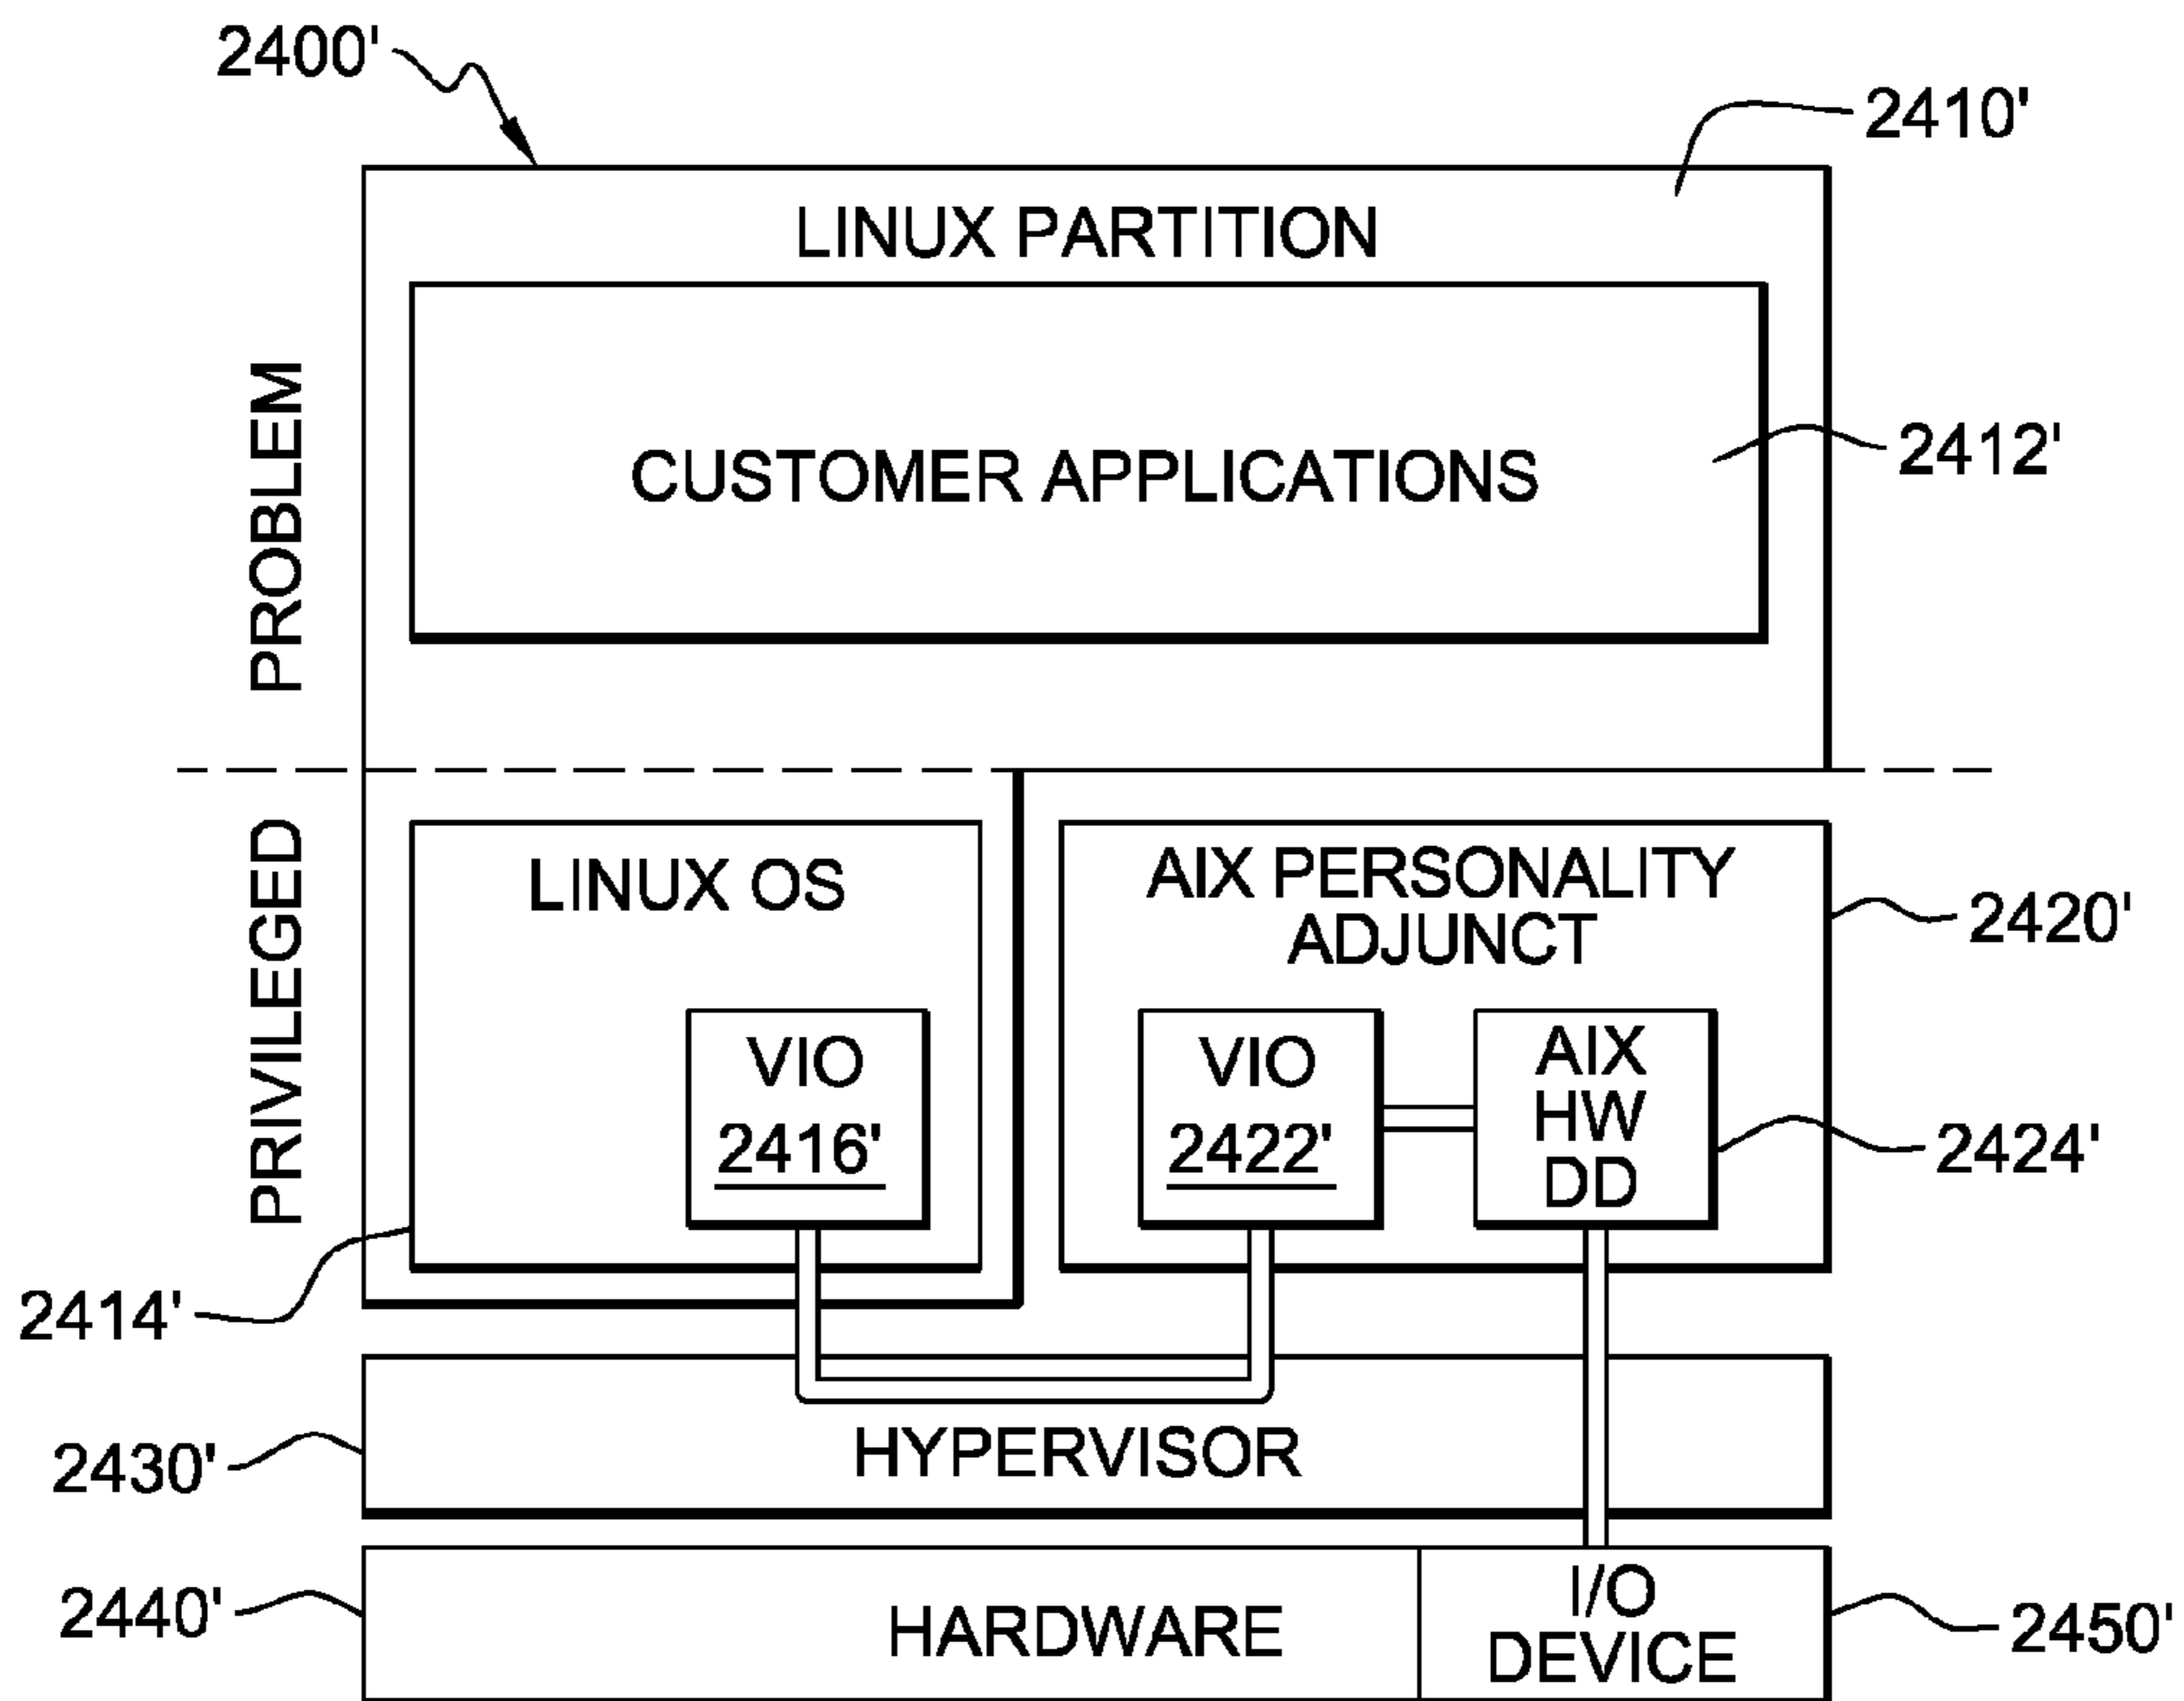 2400'
2410'
LINUX PARTITION
CUSTOMER APPLICATIONS
2412'
PROBLEM
PRIVILEGED
LINUX OS
VIO
2416'
2414'
AIX PERSONALITY
ADJUNCT
2420'
VIO
2422'
AIX
HW
DD
2424'
HYPERVISOR
2430'
HARDWARE
2440'
I/O
DEVICE
2450'